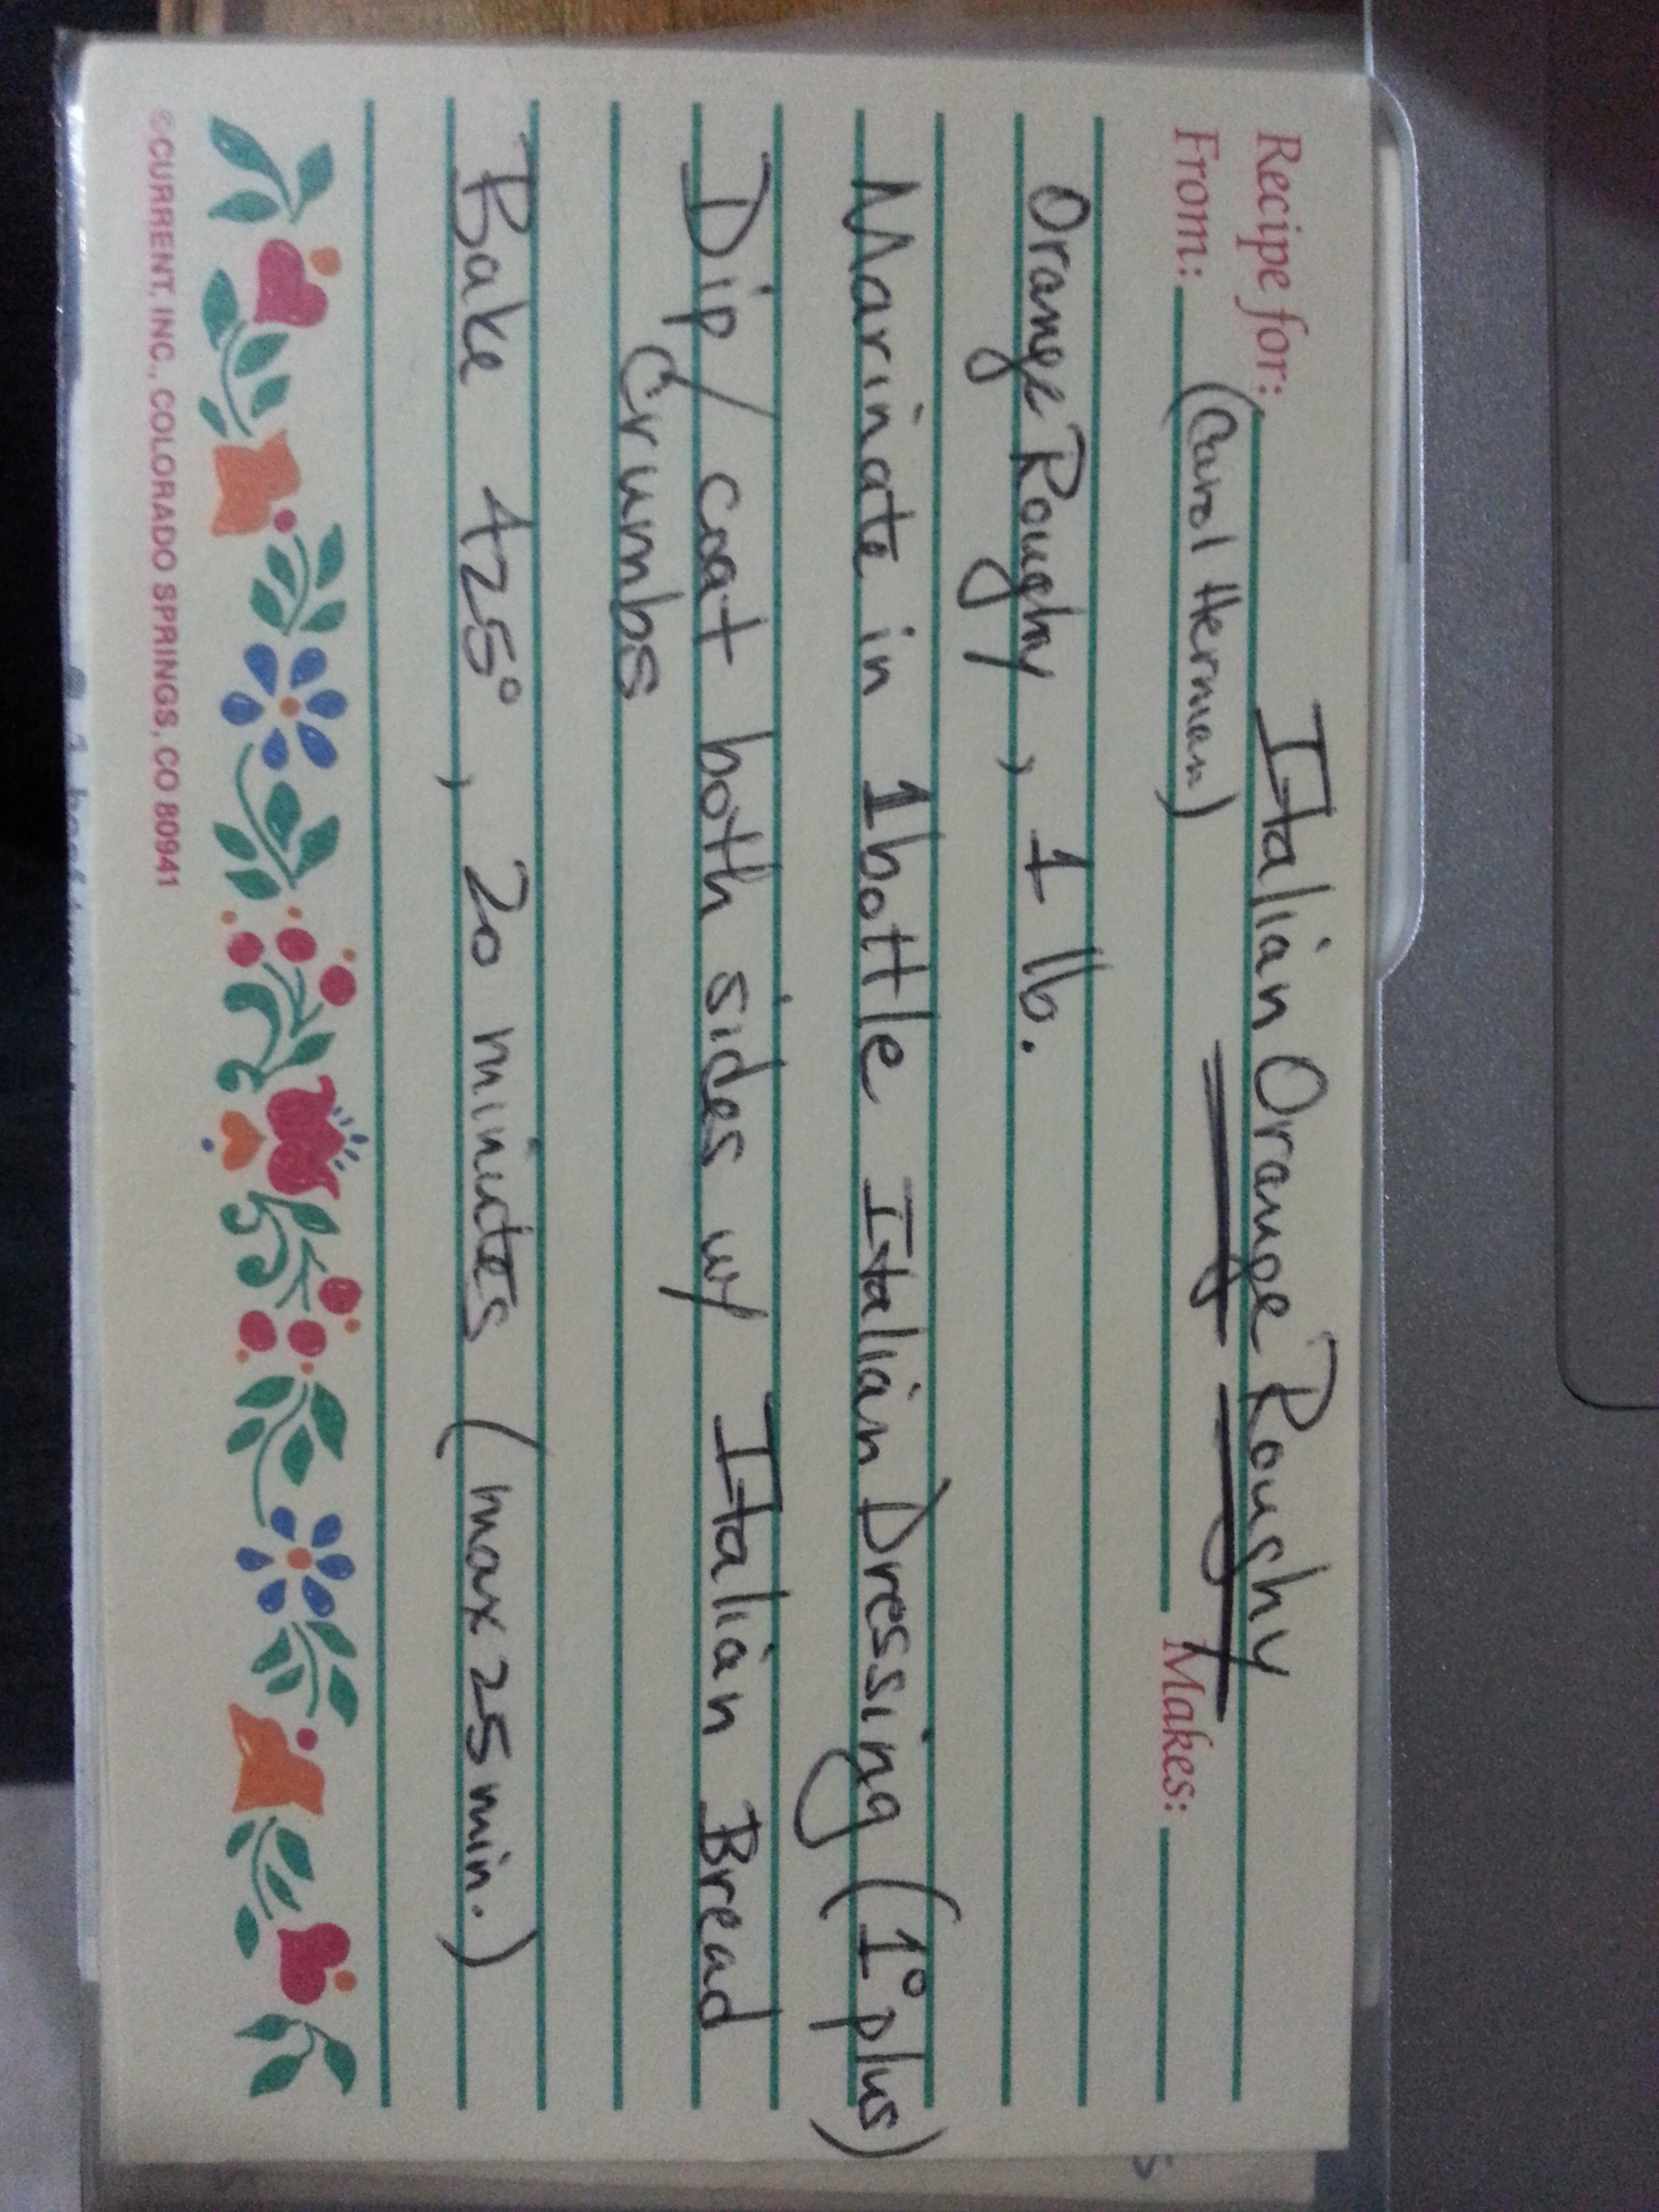 Recipe for: Italian Orange Roughy
From: (Carol Herman) Makes:
Orange Roughy, 1 lb.
Marinate in 1 bottle Italian Dressing (1° plus)
Dip/coat both sides w/ Italian Bread
Crumbs
Bake 425°, 20 minutes (max 25 min.)
©CURRENT, INC., COLORADO SPRINGS, CO 80941